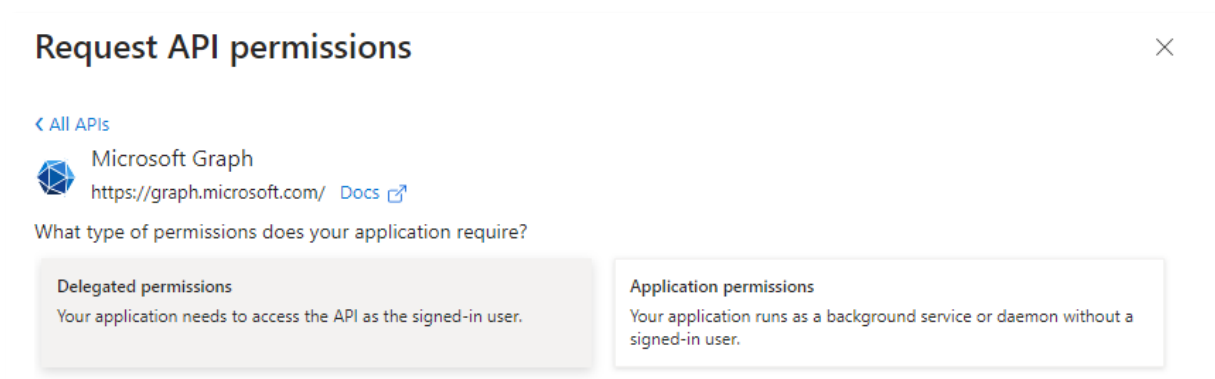 Request API permissions
All APIs
Microsoft Graph
https://graph.microsoft.com/ Docs
What type of permissions does your application require?
Delegated permissions
Your application needs to access the API as the signed-in user.
Application permissions
Your application runs as a background service or daemon without a
signed-in user.